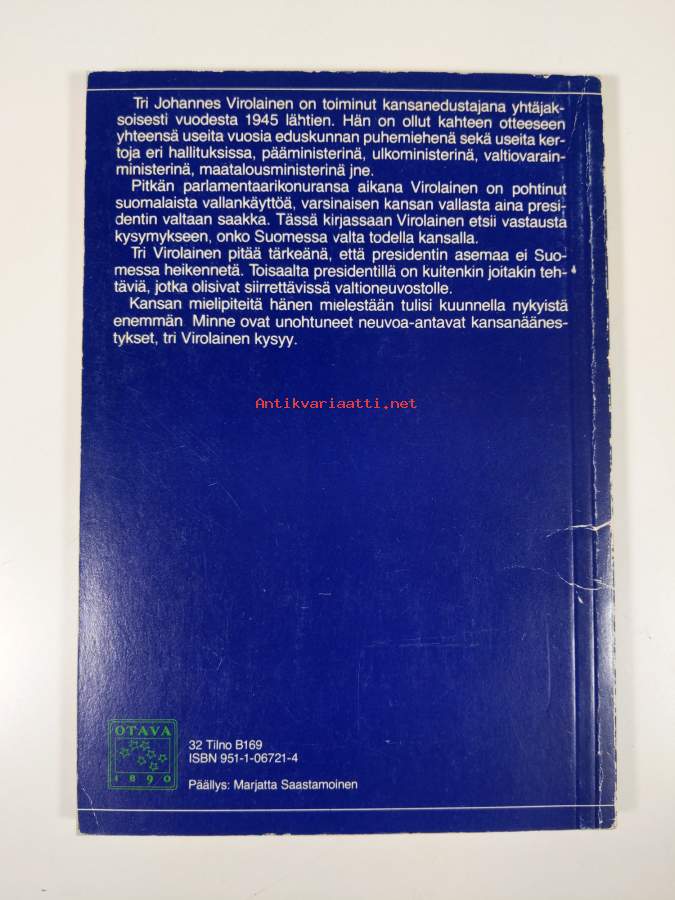 Tri Johannes Virolainen on toiminut kansanedustajana yhtäjak-
soisesti vuodesta 1945 lähtien. Hän on ollut kahteen otteeseen
yhteensä useita vuosia eduskunnan puhemiehenä sekä useita ker-
toja eri hallituksissa, pääministerinä, ulkoministerinä, valtiovarain-
ministerinä, maatalousministerinä jne.
Pitkän parlamentaarikonuransa aikana Virolainen on pohtinut
suomalaista vallankäyttöä, varsinaisen kansan vallasta aina presi-
dentin valtaan saakka. Tässä kirjassaan Virolainen etsii vastausta
kysymykseen, onko Suomessa valta todella kansalla.
Tri Virolainen pitää tärkeänä, että presidentin asemaa ei Suo-
messa heikennetä. Toisaalta presidentillä on kuitenkin joitakin teh-
täviä, jotka olisivat siirrettävissä valtioneuvostolle.
Kansan mielipiteitä hänen mielestään tulisi kuunnella nykyistä
enemmän. Minne ovat unohtuneet neuvoa-antavat kansanäänes-
tykset, tri Virolainen kysyy.
Antikvariaatti.net
OTAVA
1890
32 Tilno B169
ISBN 951-1-06721-4
Päällys: Marjatta Saastamoinen